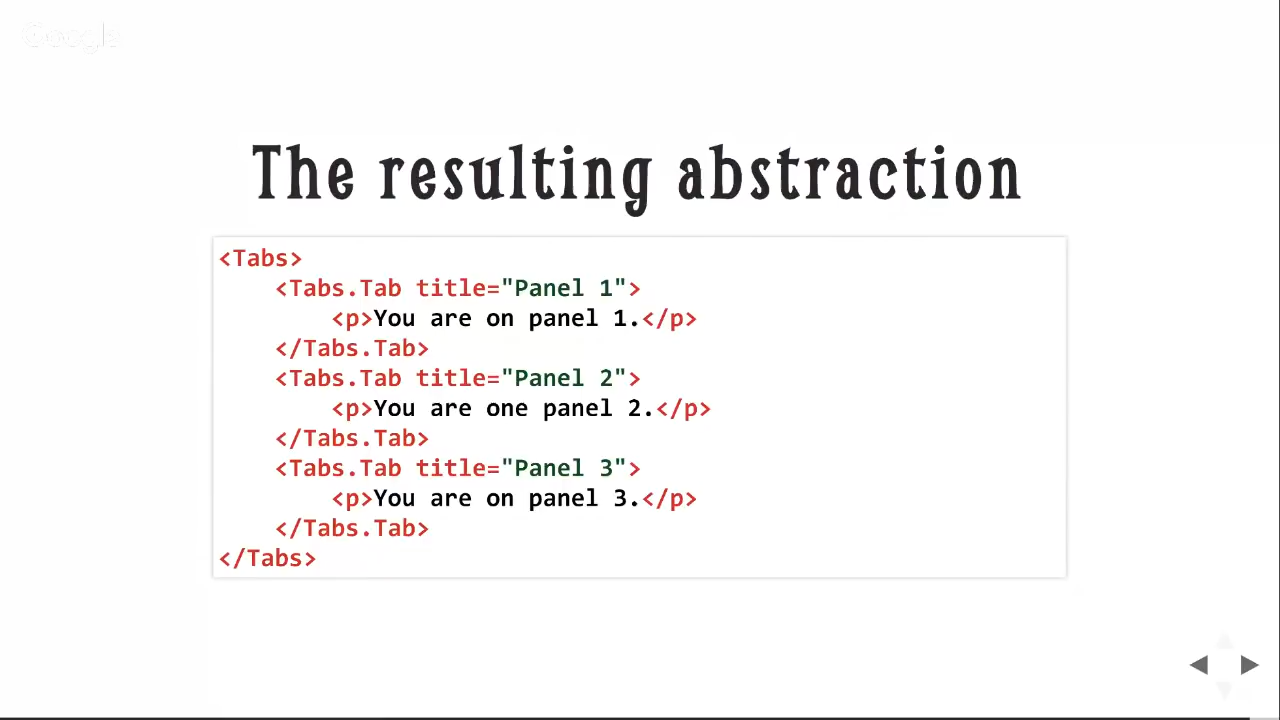 Google
The resulting abstraction
<Tabs>
    <Tabs.Tab title="Panel 1">
        <p>You are on panel 1.</p>
    </Tabs.Tab>
    <Tabs.Tab title="Panel 2">
        <p>You are one panel 2.</p>
    </Tabs.Tab>
    <Tabs.Tab title="Panel 3">
        <p>You are on panel 3.</p>
    </Tabs.Tab>
</Tabs>